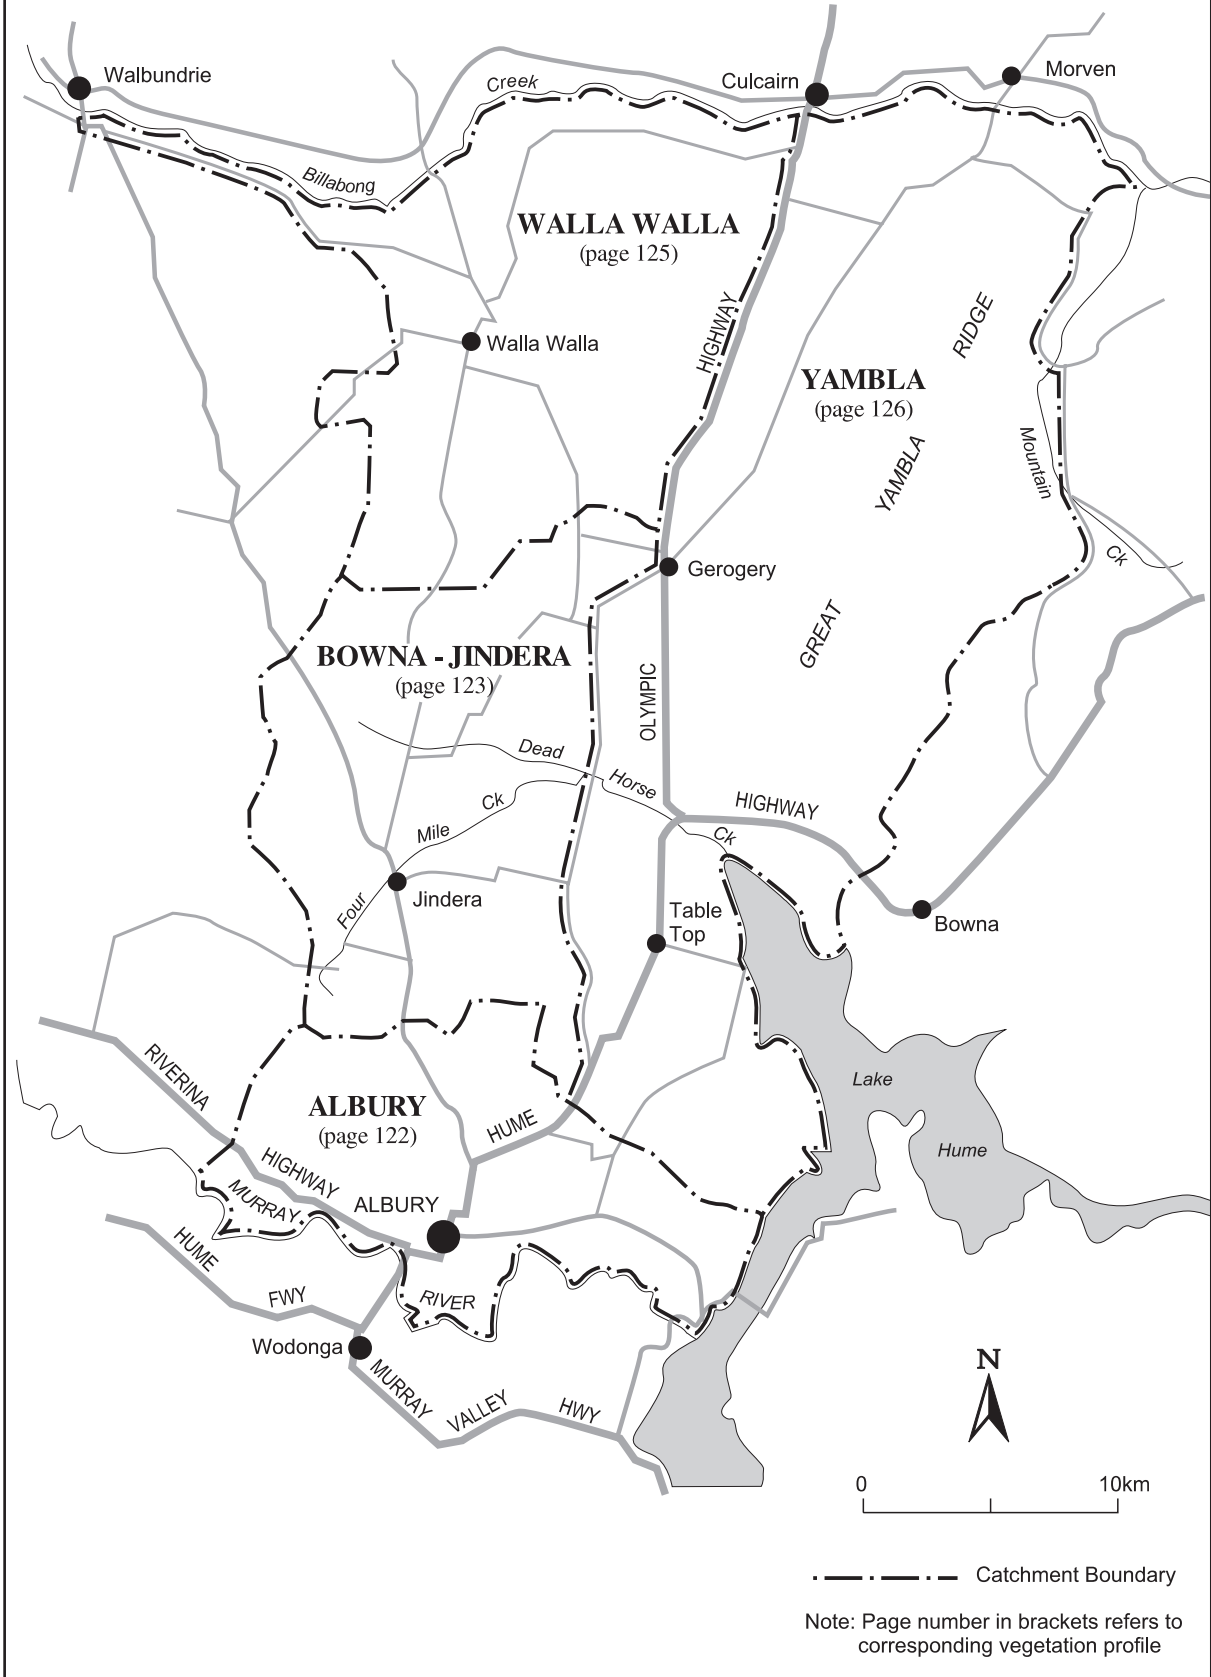 Walbundrie
Culcairn
Morven
Creek
Billabong
WALLA WALLA
(page 125)
HIGHWAY
RIDGE
Walla Walla
YAMBLA
(page 126)
YAMBLA
Mountain
Ck
Gerogery
GREAT
BOWNA - JINDERA
(page 123)
OLYMPIC
Dead
Horse
Ck
HIGHWAY
Mile
Ck
Four
Jindera
Table
Top
Bowna
RIVERINA
ALBURY
(page 122)
HUME
Lake
Hume
HIGHWAY
MURRAY
ALBURY
HUME
FWY
RIVER
Wodonga
MURRAY
VALLEY
HWY
N
0 10km
Catchment Boundary
Note: Page number in brackets refers to
corresponding vegetation profile